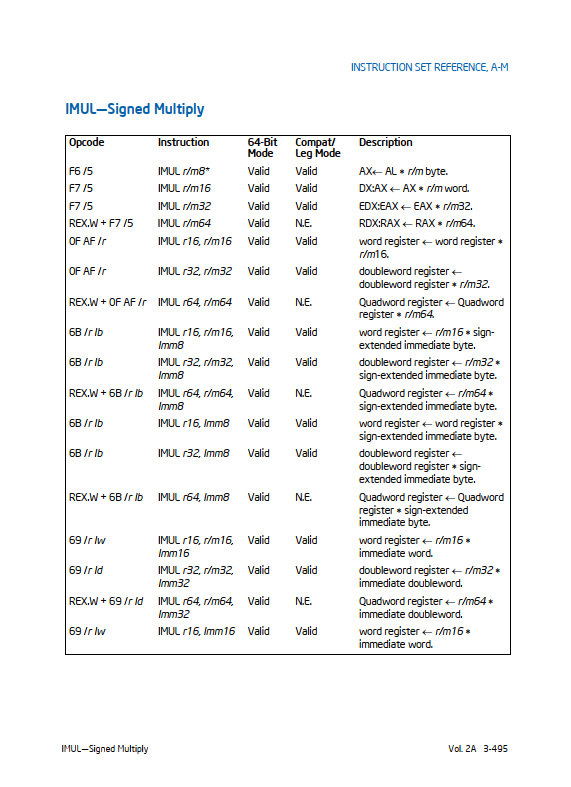 INSTRUCTION SET REFERENCE, A-M
IMUL—Signed Multiply
Opcode Instruction 64-Bit Mode Compat/ Leg Mode Description
F6 /5 IMUL r/m8* Valid Valid AX← AL ∗ r/m byte.
F7 /5 IMUL r/m16 Valid Valid DX:AX ← AX ∗ r/m word.
F7 /5 IMUL r/m32 Valid Valid EDX:EAX ← EAX ∗ r/m32.
REX.W + F7 /5 IMUL r/m64 Valid N.E. RDX:RAX ← RAX ∗ r/m64.
0F AF /r IMUL r16, r/m16 Valid Valid word register ← word register ∗
r/m16.
0F AF /r IMUL r32, r/m32 Valid Valid doubleword register ←
doubleword register ∗ r/m32.
REX.W + 0F AF /r IMUL r64, r/m64 Valid N.E. Quadword register ← Quadword
register ∗ r/m64.
6B /r ib IMUL r16, r/m16, Valid Valid word register ← r/m16 ∗ sign-
imm8 extended immediate byte.
6B /r ib IMUL r32, r/m32, Valid Valid doubleword register ← r/m32 ∗
imm8 sign-extended immediate byte.
REX.W + 6B /r ib IMUL r64, r/m64, Valid N.E. Quadword register ← r/m64 ∗
imm8 sign-extended immediate byte.
6B /r ib IMUL r16, imm8 Valid Valid word register ← word register ∗
sign-extended immediate byte.
6B /r ib IMUL r32, imm8 Valid Valid doubleword register ←
doubleword register ∗ sign-
extended immediate byte.
REX.W + 6B /r ib IMUL r64, imm8 Valid N.E. Quadword register ← Quadword
register ∗ sign-extended
immediate byte.
69 /r iw IMUL r16, r/m16, Valid Valid word register ← r/m16 ∗
imm16 immediate word.
69 /r id IMUL r32, r/m32, Valid Valid doubleword register ← r/m32 ∗
imm32 immediate doubleword.
REX.W + 69 /r id IMUL r64, r/m64, Valid N.E. Quadword register ← r/m64 ∗
imm32 immediate doubleword.
69 /r iw IMUL r16, imm16 Valid Valid word register ← r/m16 ∗
immediate word.
IMUL—Signed Multiply Vol. 2A 3-495